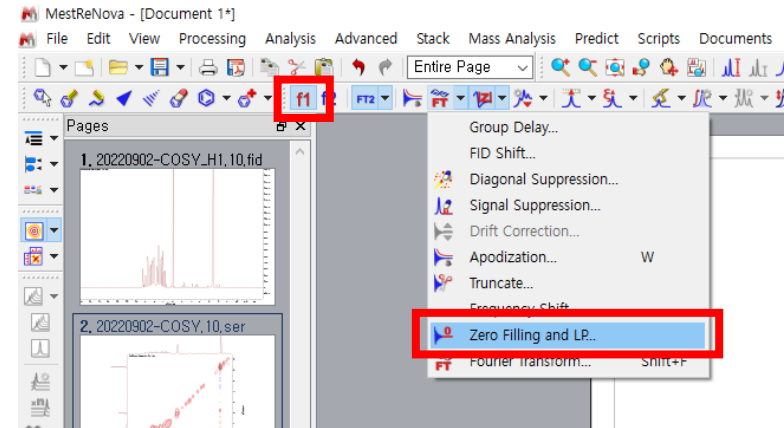 MestReNova - [Document 1*]
File Edit View Processing Analysis Advanced Stack Mass Analysis Predict Scripts Documents
Entire Page
f1 f2 FT2 FT
Pages
1, 20220902-COSY_H1,10,fid
2, 20220902-COSY,10,ser
Group Delay...
FID Shift...
Diagonal Suppression...
Signal Suppression...
Drift Correction...
Apodization... W
Truncate...
Frequency Shift
Zero Filling and LP...
Fourier Transform... Shift+F